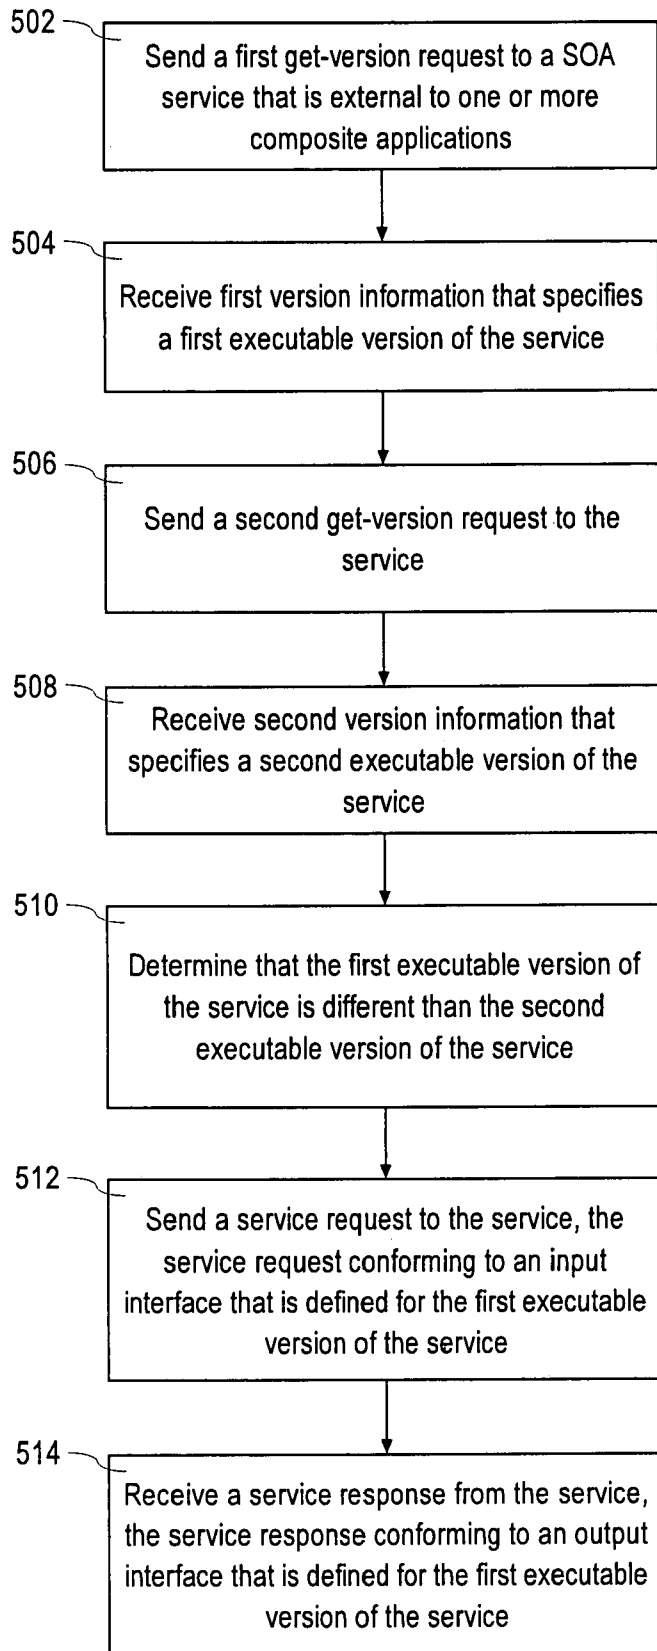 502
Send a first get-version request to a SOA
service that is external to one or more
composite applications
504
Receive first version information that specifies
a first executable version of the service
506
Send a second get-version request to the
service
508
Receive second version information that
specifies a second executable version of the
service
510
Determine that the first executable version of
the service is different than the second
executable version of the service
512
Send a service request to the service, the
service request conforming to an input
interface that is defined for the first executable
version of the service
514
Receive a service response from the service,
the service response conforming to an output
interface that is defined for the first executable
version of the service